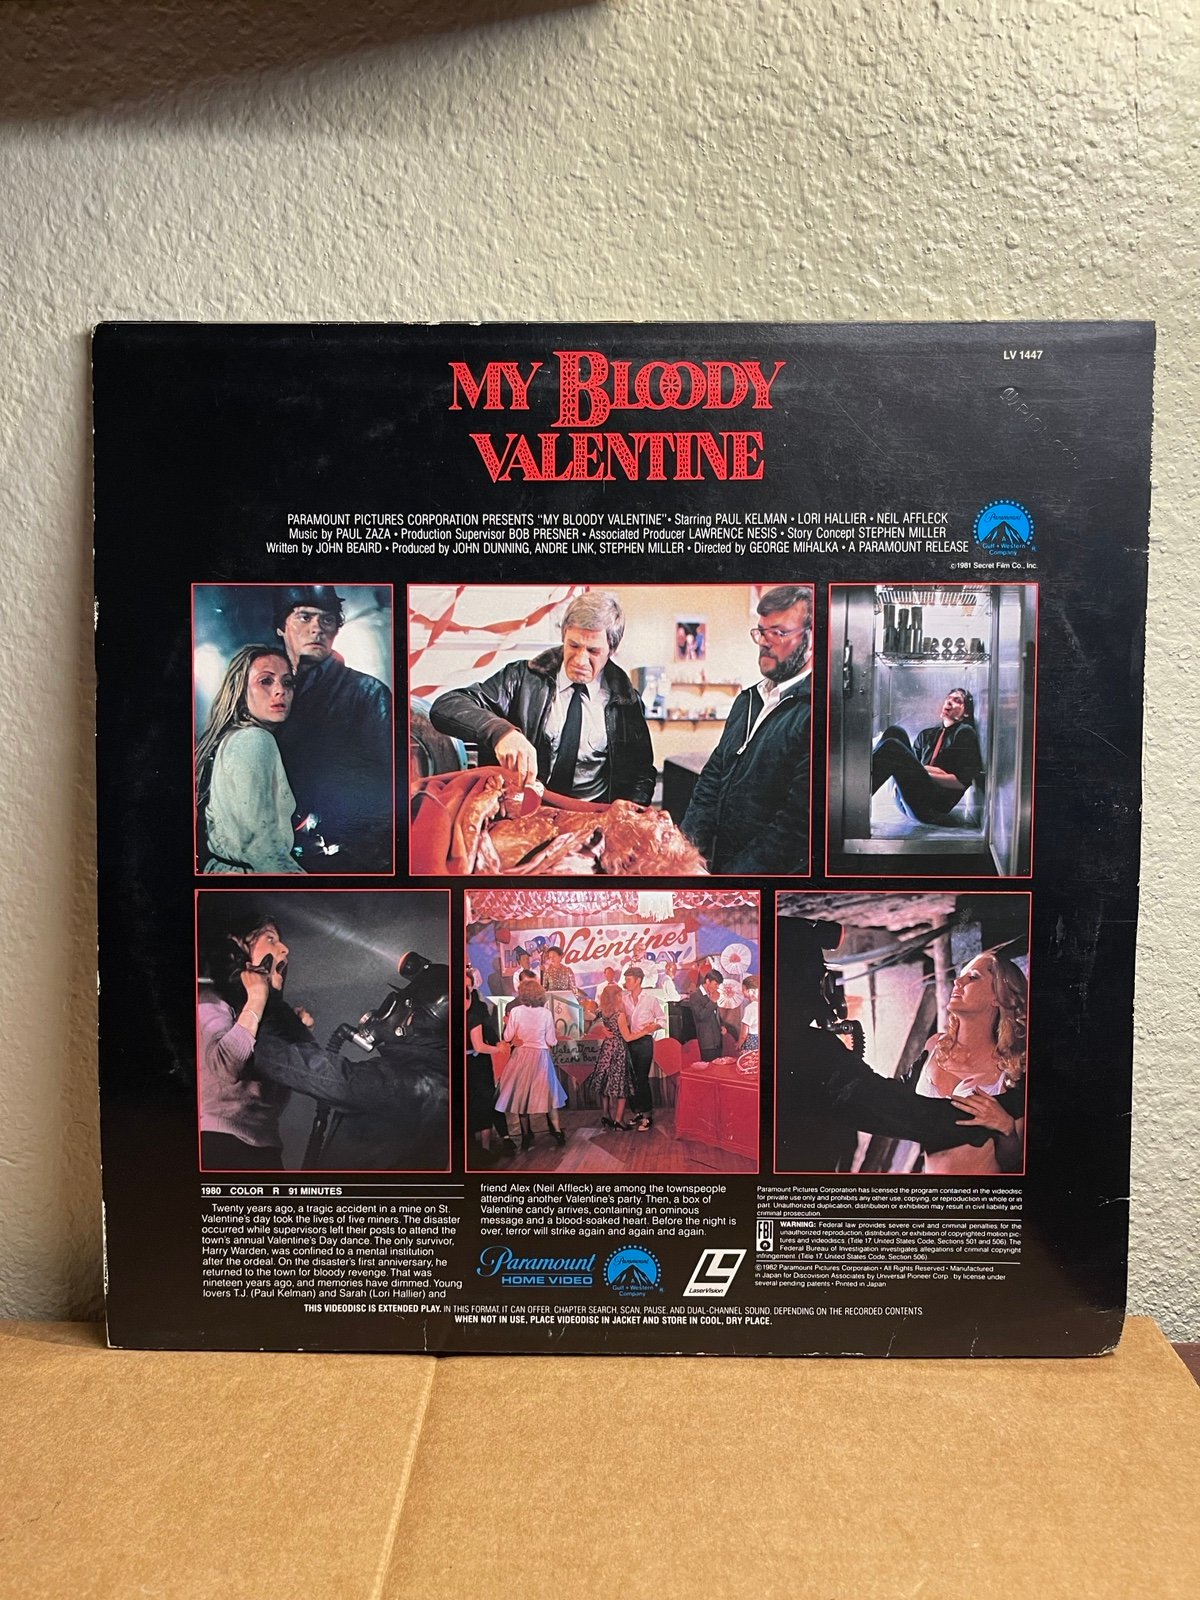 LV 1447
MY BLOODY
VALENTINE
PARAMOUNT PICTURES CORPORATION PRESENTS "MY BLOODY VALENTINE" • Starring PAUL KELMAN • LORI HALLIER • NEIL AFFLECK
Music by PAUL ZAZA • Production Supervisor BOB PRESNER • Associated Producer LAWRENCE NESIS • Story Concept STEPHEN MILLER
Written by JOHN BEAIRD • Produced by JOHN DUNNING, ANDRE LINK, STEPHEN MILLER • Directed by GEORGE MIHALKA • A PARAMOUNT RELEASE
Paramount
A
Gulf + Western
Company
R
©1981 Secret Film Co., Inc.
HAPPY Valentines DAY!
Valentine
1980 COLOR R 91 MINUTES
Twenty years ago, a tragic accident in a mine on St.
Valentine's day took the lives of five miners. The disaster
occurred while supervisors left their posts to attend the
town's annual Valentine's Day dance. The only survivor,
Harry Warden, was confined to a mental institution
after the ordeal. On the disaster's first anniversary, he
returned to the town for bloody revenge. That was
nineteen years ago, and memories have dimmed. Young
lovers T.J. (Paul Kelman) and Sarah (Lori Hallier) and
friend Alex (Neil Affleck) are among the townspeople
attending another Valentine's party. Then, a box of
Valentine candy arrives, containing an ominous
message and a blood-soaked heart. Before the night is
over, terror will strike again and again and again.
Paramount
HOME VIDEO
Paramount
A
Gulf + Western
Company
R
LaserVision
Paramount Pictures Corporation has licensed the program contained in the videodisc
for private use only and prohibits any other use, copying, or reproduction in whole or in
part. Unauthorized duplication, distribution or exhibition may result in civil liability and
criminal prosecution.
FBI
WARNING: Federal law provides severe civil and criminal penalties for the
unauthorized reproduction, distribution, or exhibition of copyrighted motion pic-
tures and videodiscs. (Title 17, United States Code, Sections 501 and 506) The
Federal Bureau of Investigation investigates allegations of criminal copyright
infringement. (Title 17, United States Code, Section 506).
©1982 Paramount Pictures Corporation • All Rights Reserved • Manufactured
in Japan for Discovision Associates by Universal Pioneer Corp. by license under
several pending patents • Printed in Japan
THIS VIDEODISC IS EXTENDED PLAY. IN THIS FORMAT, IT CAN OFFER: CHAPTER SEARCH, SCAN, PAUSE, AND DUAL-CHANNEL SOUND, DEPENDING ON THE RECORDED CONTENTS.
WHEN NOT IN USE, PLACE VIDEODISC IN JACKET AND STORE IN COOL, DRY PLACE.